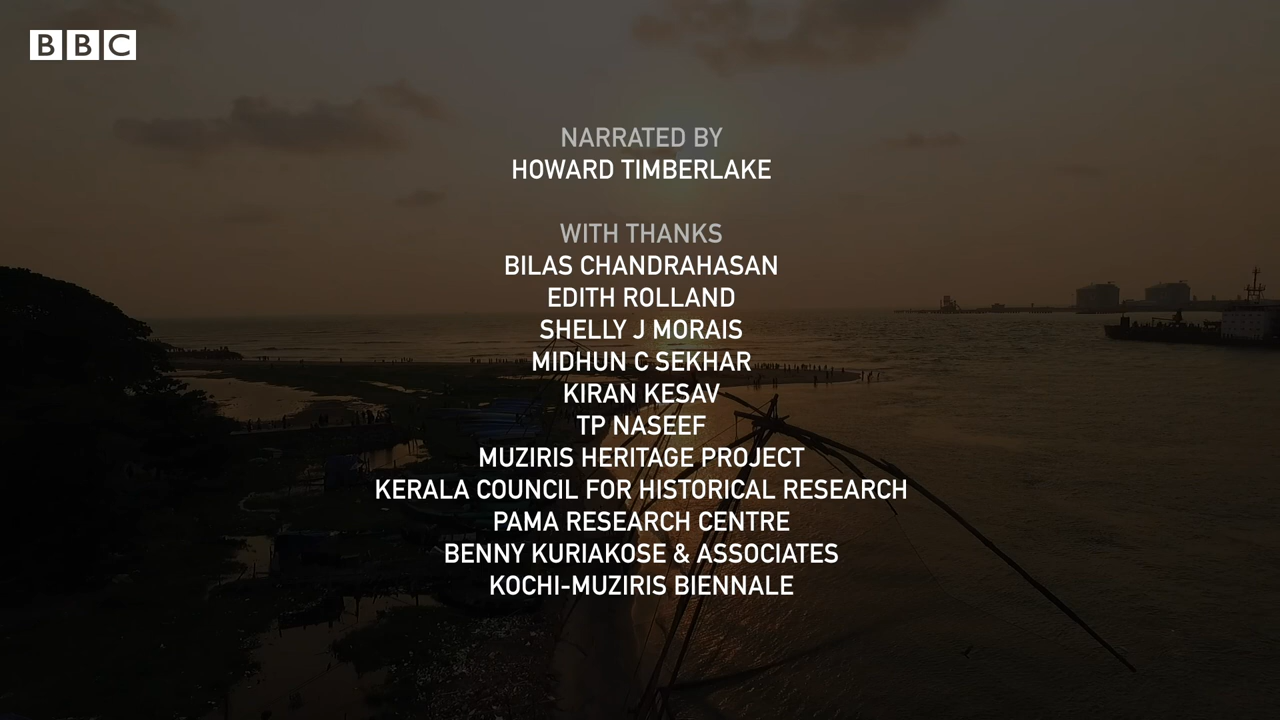 BBC
NARRATED BY
HOWARD TIMBERLAKE
WITH THANKS
BILAS CHANDRAHASAN
EDITH ROLLAND
SHELLY J MORAIS
MIDHUN C SEKHAR
KIRAN KESAV
TP NASEEF
MUZIRIS HERITAGE PROJECT
KERALA COUNCIL FOR HISTORICAL RESEARCH
PAMA RESEARCH CENTRE
BENNY KURIAKOSE & ASSOCIATES
KOCHI-MUZIRIS BIENNALE